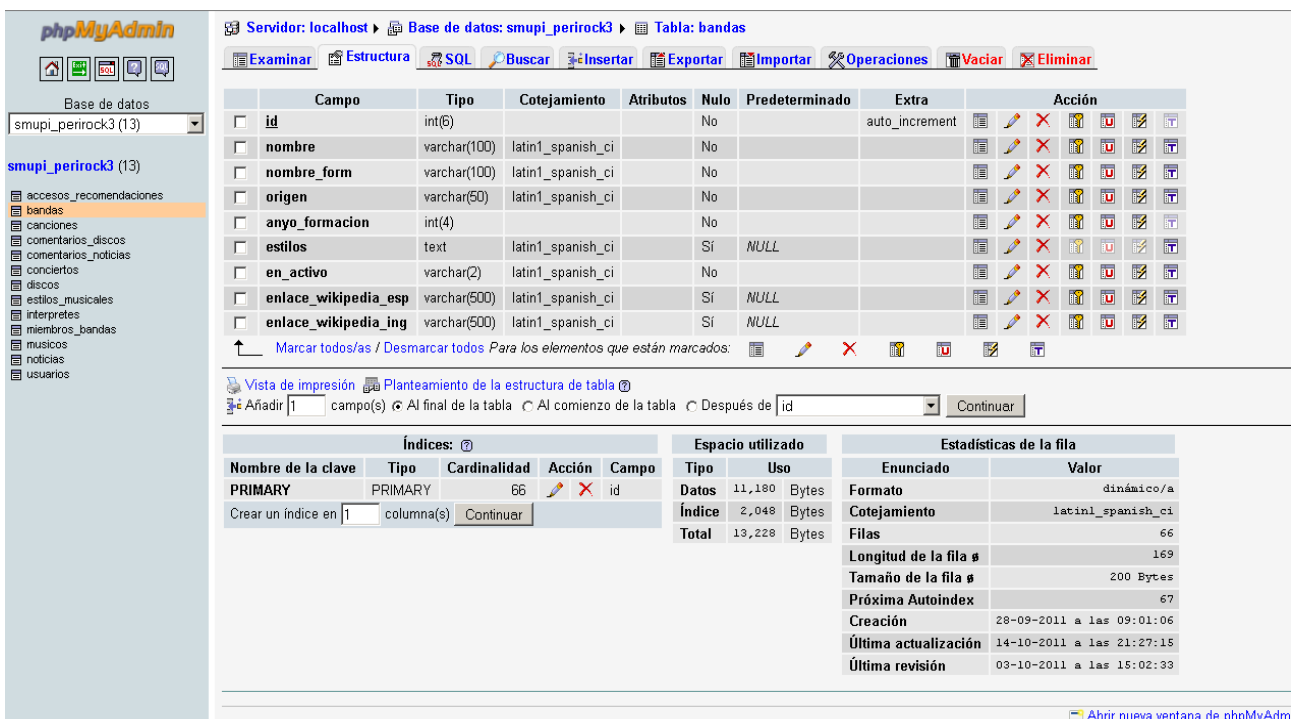 phpMyAdmin
Base de datos
smupi_perirock3 (13)
smupi_perirock3 (13)
accesos_recomendaciones
bandas
canciones
comentarios_discos
comentarios_noticias
conciertos
discos
estilos_musicales
interpretes
miembros_bandas
musicos
noticias
usuarios
Servidor: localhost Base de datos: smupi_perirock3 Tabla: bandas
Examinar Estructura SQL Buscar Insertar Exportar Importar Operaciones Vaciar Eliminar
Campo Tipo Cotejamiento Atributos Nulo Predeterminado Extra Acción
id int(6) No auto_increment
nombre varchar(100) latin1_spanish_ci No
nombre_form varchar(100) latin1_spanish_ci No
origen varchar(50) latin1_spanish_ci No
anyo_formacion int(4) No
estilos text latin1_spanish_ci Sí NULL
en_activo varchar(2) latin1_spanish_ci No
enlace_wikipedia_esp varchar(500) latin1_spanish_ci Sí NULL
enlace_wikipedia_ing varchar(500) latin1_spanish_ci Sí NULL
Marcar todos/as / Desmarcar todos Para los elementos que están marcados:
Vista de impresión Planteamiento de la estructura de tabla
Añadir 1 campo(s) Al final de la tabla Al comienzo de la tabla Después de id Continuar
Índices:
Nombre de la clave Tipo Cardinalidad Acción Campo
PRIMARY PRIMARY 66 id
Crear un índice en 1 columna(s) Continuar
Espacio utilizado
Tipo Uso
Datos 11,180 Bytes
Índice 2,048 Bytes
Total 13,228 Bytes
Estadísticas de la fila
Enunciado Valor
Formato dinámico/a
Cotejamiento latin1_spanish_ci
Filas 66
Longitud de la fila ø 169
Tamaño de la fila ø 200 Bytes
Próxima Autoindex 67
Creación 28-09-2011 a las 09:01:06
Última actualización 14-10-2011 a las 21:27:15
Última revisión 03-10-2011 a las 15:02:33
Abrir nueva ventana de phpMyAdm